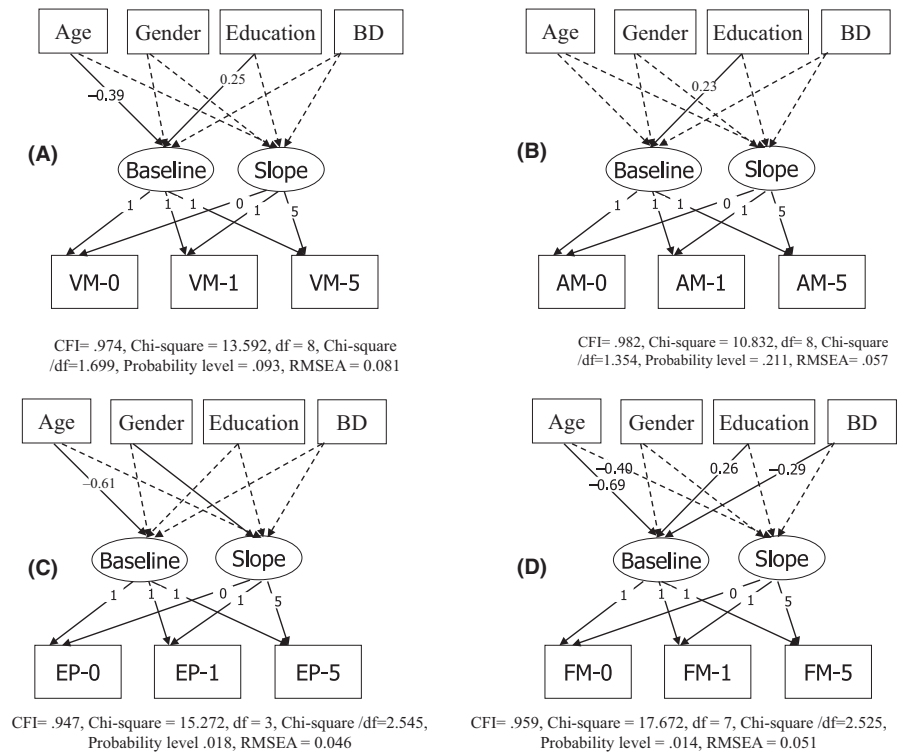 Age Gender Education BD
0.25
−0.39
(A)
Baseline Slope
1 1 1 0 1 5
VM-0 VM-1 VM-5
CFI= .974, Chi-square = 13.592, df = 8, Chi-square
/df=1.699, Probability level = .093, RMSEA = 0.081
Age Gender Education BD
0.23
(B)
Baseline Slope
1 1 1 0 1 5
AM-0 AM-1 AM-5
CFI= .982, Chi-square = 10.832, df= 8, Chi-square
/df=1.354, Probability level = .211, RMSEA= .057
Age Gender Education BD
−0.61
(C)
Baseline Slope
1 1 1 0 1 5
EP-0 EP-1 EP-5
CFI= .947, Chi-square = 15.272, df = 3, Chi-square /df=2.545,
Probability level .018, RMSEA = 0.046
Age Gender Education BD
−0.40 0.26 −0.29
−0.69
(D)
Baseline Slope
1 1 1 0 1 5
FM-0 FM-1 FM-5
CFI= .959, Chi-square = 17.672, df = 7, Chi-square /df=2.525,
Probability level = .014, RMSEA = 0.051